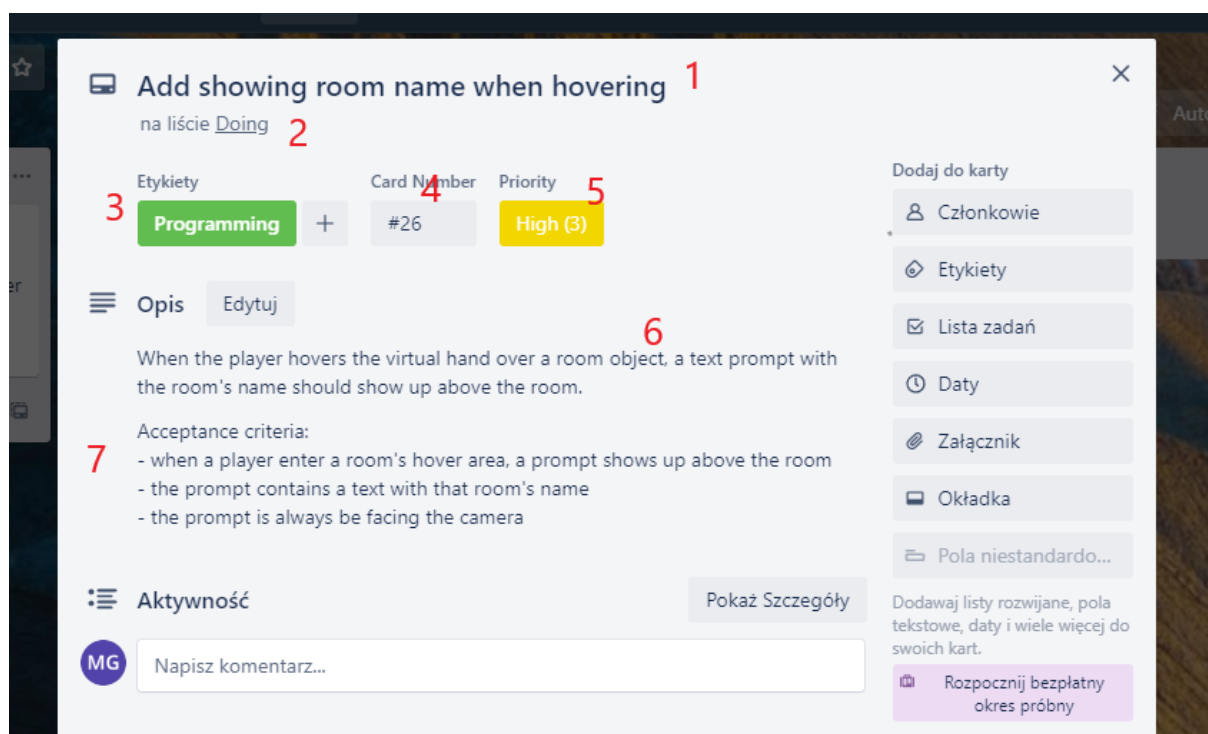 Add showing room name when hovering 1
na liście Doing 2
Auto
Etykiety
Card Number
Priority
3
4
5
Programming
#26
High (3)
Dodaj do karty
Członkowie
Etykiety
Lista zadań
Daty
Załącznik
Okładka
Pola niestandardo...
Dodawaj listy rozwijane, pola
tekstowe, daty i wiele więcej do
swoich kart.
Rozpocznij bezpłatny
okres próbny
er
Opis
Edytuj
6
When the player hovers the virtual hand over a room object, a text prompt with
the room's name should show up above the room.
Acceptance criteria:
7
- when a player enter a room's hover area, a prompt shows up above the room
- the prompt contains a text with that room's name
- the prompt is always be facing the camera
Aktywność
Pokaż Szczegóły
MG
Napisz komentarz...